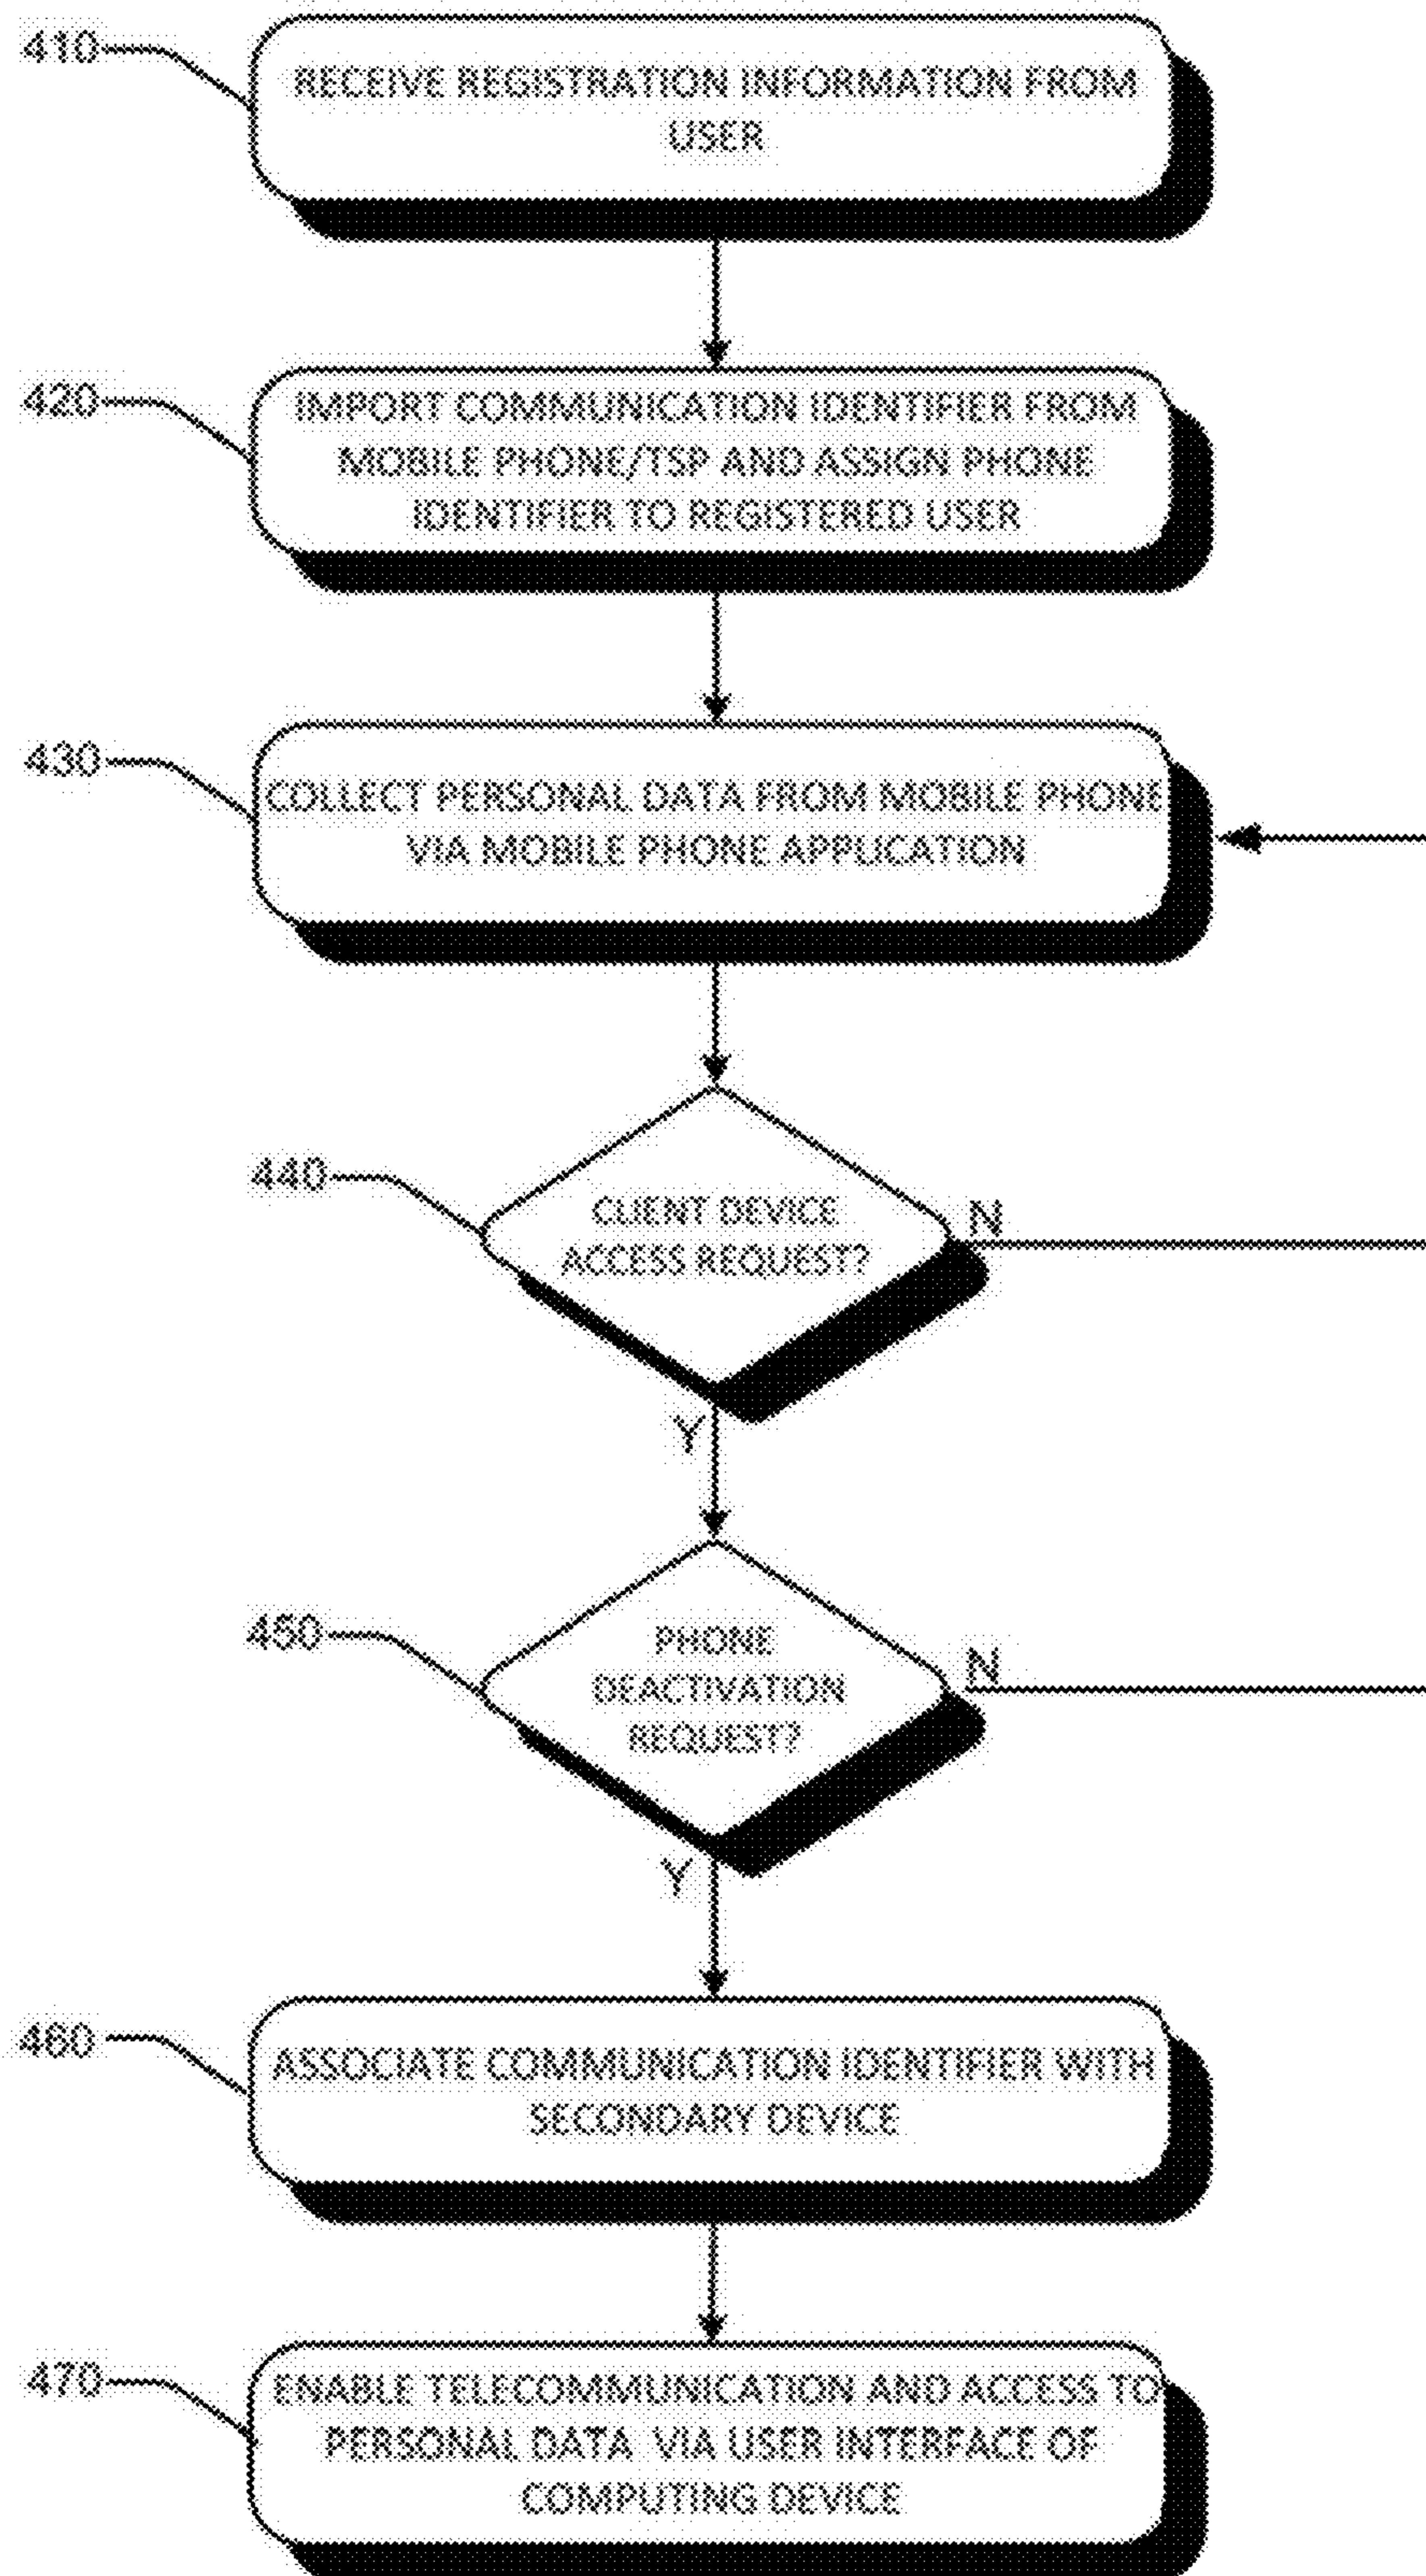 410
RECEIVE REGISTRATION INFORMATION FROM
USER
420
IMPORT COMMUNICATION IDENTIFIER FROM
MOBILE PHONE/TSP AND ASSIGN PHONE
IDENTIFIER TO REGISTERED USER
430
COLLECT PERSONAL DATA FROM MOBILE PHONE
VIA MOBILE PHONE APPLICATION
440
CLIENT DEVICE
ACCESS REQUEST?
N
Y
450
PHONE
DEACTIVATION
REQUEST?
N
Y
460
ASSOCIATE COMMUNICATION IDENTIFIER WITH
SECONDARY DEVICE
470
ENABLE TELECOMMUNICATION AND ACCESS TO
PERSONAL DATA VIA USER INTERFACE OF
COMPUTING DEVICE